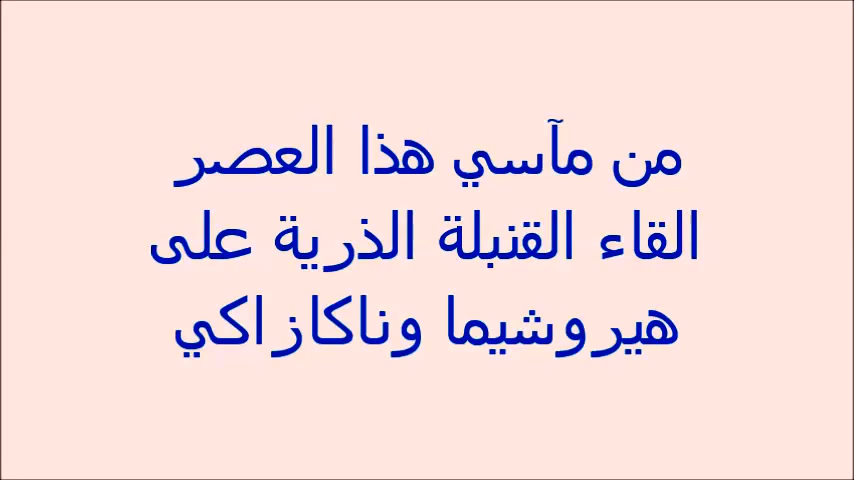 من مآسي هذا العصر
القاء القنبلة الذرية على
هيروشيما وناكازاكي